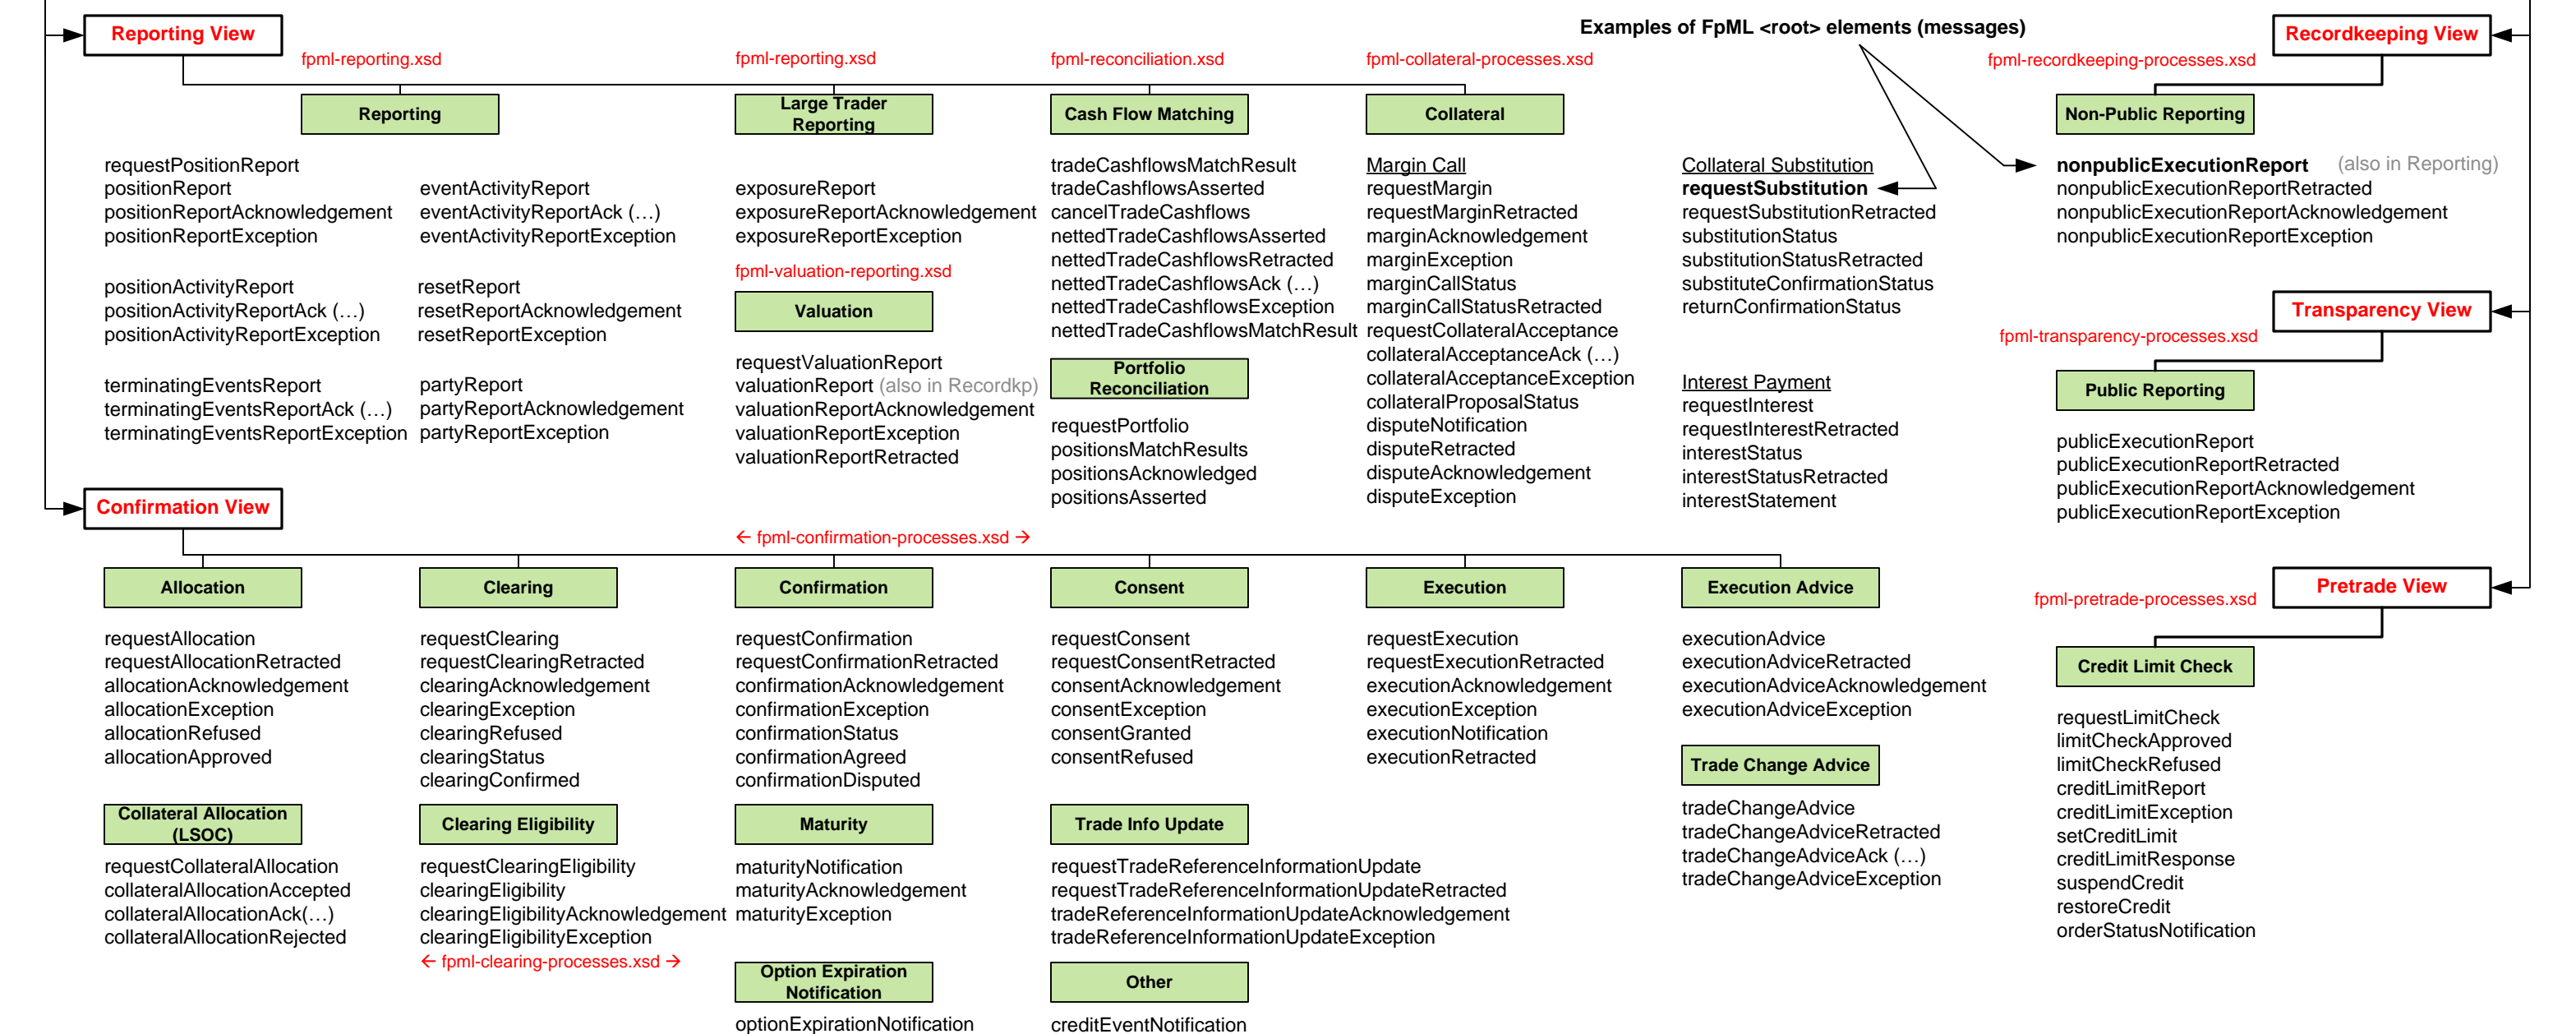 Examples of FpML <root> elements (messages)
Reporting View
fpml-reporting.xsd
Reporting
requestPositionReport
positionReport
positionReportAcknowledgement
positionReportException
positionActivityReport
positionActivityReportAck (…)
positionActivityReportException
terminatingEventsReport
terminatingEventsReportAck (…)
terminatingEventsReportException
eventActivityReport
eventActivityReportAck (…)
eventActivityReportException
resetReport
resetReportAcknowledgement
resetReportException
partyReport
partyReportAcknowledgement
partyReportException
fpml-reporting.xsd
Large Trader
Reporting
exposureReport
exposureReportAcknowledgement
exposureReportException
fpml-valuation-reporting.xsd
Valuation
requestValuationReport
valuationReport (also in Recordkp)
valuationReportAcknowledgement
valuationReportException
valuationReportRetracted
fpml-reconciliation.xsd
Cash Flow Matching
tradeCashflowsMatchResult
tradeCashflowsAsserted
cancelTradeCashflows
nettedTradeCashflowsAsserted
nettedTradeCashflowsRetracted
nettedTradeCashflowsAck (…)
nettedTradeCashflowsException
nettedTradeCashflowsMatchResult
Portfolio
Reconciliation
requestPortfolio
positionsMatchResults
positionsAcknowledged
positionsAsserted
fpml-collateral-processes.xsd
Collateral
Margin Call
requestMargin
requestMarginRetracted
marginAcknowledgement
marginException
marginCallStatus
marginCallStatusRetracted
requestCollateralAcceptance
collateralAcceptanceAck (…)
collateralAcceptanceException
collateralProposalStatus
disputeNotification
disputeRetracted
disputeAcknowledgement
disputeException
Collateral Substitution
requestSubstitution
requestSubstitutionRetracted
substitutionStatus
substitutionStatusRetracted
substituteConfirmationStatus
returnConfirmationStatus
Interest Payment
requestInterest
requestInterestRetracted
interestStatus
interestStatusRetracted
interestStatement
Recordkeeping View
fpml-recordkeeping-processes.xsd
Non-Public Reporting
nonpublicExecutionReport (also in Reporting)
nonpublicExecutionReportRetracted
nonpublicExecutionReportAcknowledgement
nonpublicExecutionReportException
Transparency View
fpml-transparency-processes.xsd
Public Reporting
publicExecutionReport
publicExecutionReportRetracted
publicExecutionReportAcknowledgement
publicExecutionReportException
Confirmation View
← fpml-confirmation-processes.xsd →
Allocation
requestAllocation
requestAllocationRetracted
allocationAcknowledgement
allocationException
allocationRefused
allocationApproved
Collateral Allocation
(LSOC)
requestCollateralAllocation
collateralAllocationAccepted
collateralAllocationAck(…)
collateralAllocationRejected
Clearing
requestClearing
requestClearingRetracted
clearingAcknowledgement
clearingException
clearingRefused
clearingStatus
clearingConfirmed
Clearing Eligibility
requestClearingEligibility
clearingEligibility
clearingEligibilityAcknowledgement
clearingEligibilityException
← fpml-clearing-processes.xsd →
Confirmation
requestConfirmation
requestConfirmationRetracted
confirmationAcknowledgement
confirmationException
confirmationStatus
confirmationAgreed
confirmationDisputed
Maturity
maturityNotification
maturityAcknowledgement
maturityException
Option Expiration
Notification
optionExpirationNotification
Consent
requestConsent
requestConsentRetracted
consentAcknowledgement
consentException
consentGranted
consentRefused
Trade Info Update
requestTradeReferenceInformationUpdate
requestTradeReferenceInformationUpdateRetracted
tradeReferenceInformationUpdateAcknowledgement
tradeReferenceInformationUpdateException
Other
creditEventNotification
Execution
requestExecution
requestExecutionRetracted
executionAcknowledgement
executionException
executionNotification
executionRetracted
Execution Advice
executionAdvice
executionAdviceRetracted
executionAdviceAcknowledgement
executionAdviceException
Trade Change Advice
tradeChangeAdvice
tradeChangeAdviceRetracted
tradeChangeAdviceAck (…)
tradeChangeAdviceException
Pretrade View
fpml-pretrade-processes.xsd
Credit Limit Check
requestLimitCheck
limitCheckApproved
limitCheckRefused
creditLimitReport
creditLimitException
setCreditLimit
creditLimitResponse
suspendCredit
restoreCredit
orderStatusNotification